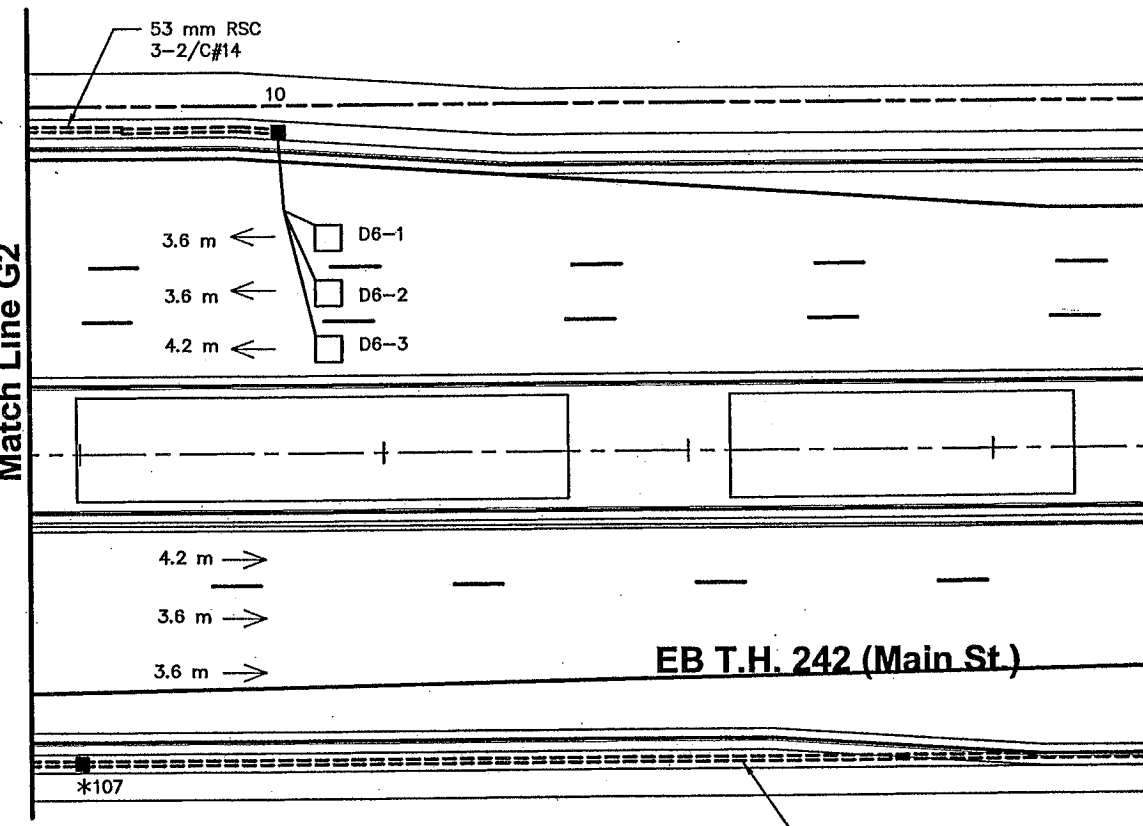 53 mm RSC
3-2/C#14
10
3.6 m
D6-1
3.6 m
D6-2
4.2 m
D6-3
Match Line G2
4.2 m
3.6 m
3.6 m
EB T.H. 242 (Main St.)
*107